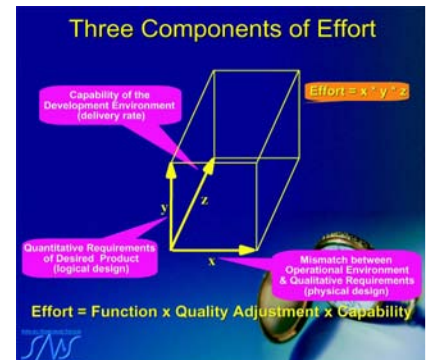 Three Components of Effort
Capability of the
Development Environment
(delivery rate)
Effort = x * y * z
y
z
x
Quantitative Requirements
of Desired Product
(logical design)
Mismatch between
Operational Environment
& Qualitative Requirements
(physical design)
Effort = Function x Quality Adjustment x Capability
SMS